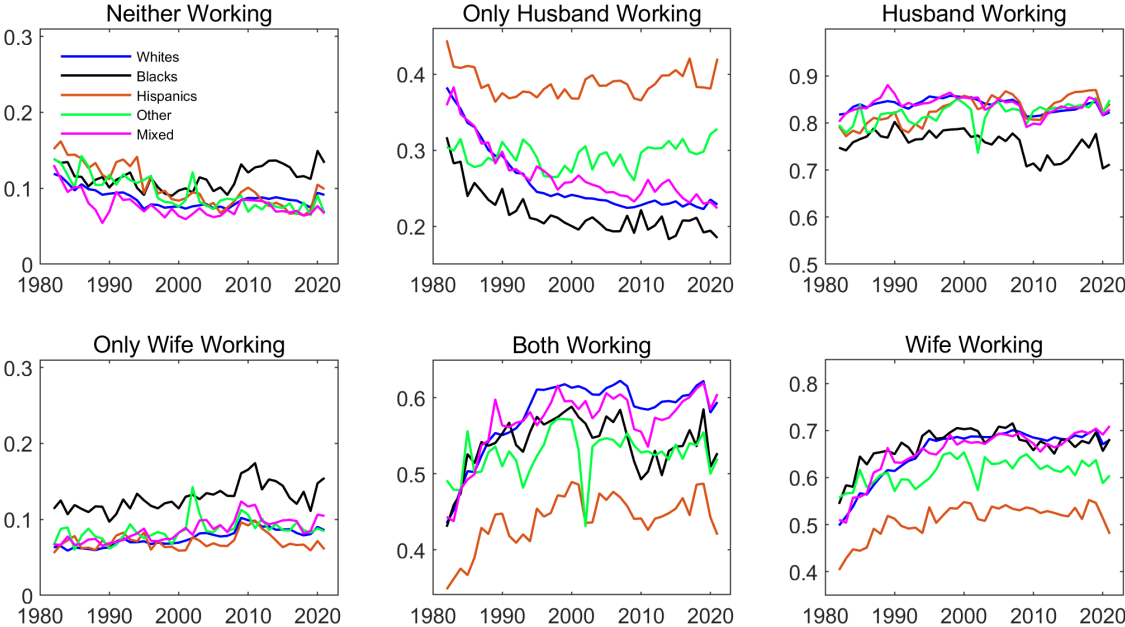 Neither Working
0.3
0.2
0.1
0
1980 1990 2000 2010 2020
Whites
Blacks
Hispanics
Other
Mixed
Only Husband Working
0.4
0.3
0.2
1980 1990 2000 2010 2020
Husband Working
0.9
0.8
0.7
0.6
0.5
1980 1990 2000 2010 2020
Only Wife Working
0.3
0.2
0.1
0
1980 1990 2000 2010 2020
Both Working
0.6
0.5
0.4
1980 1990 2000 2010 2020
Wife Working
0.8
0.7
0.6
0.5
0.4
1980 1990 2000 2010 2020